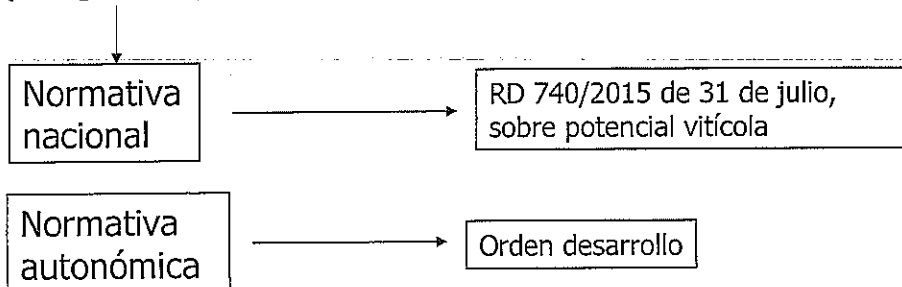 Normativa
nacional
RD 740/2015 de 31 de julio,
sobre potencial vitícola
Normativa
autonómica
Orden desarrollo